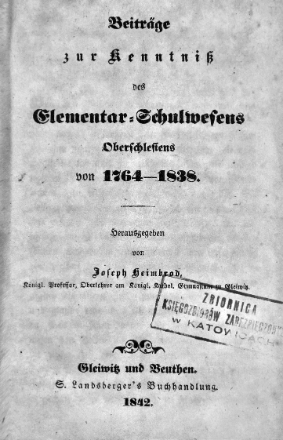 Beiträge
zur Kenntniß
des
Elementar-Schulwesens
Oberschlesiens
von 1764—1838.
Herausgegeben
von
Joseph Heimbrod,
Königl. Professor, Oberlehrer am Königl. Kathol. Gymnasium zu Gleiwitz.
ZBIORNICA
KSIĘGOZBIORÓW ZABEZPIECZONYCH
W KATOWICACH
Gleiwitz und Beuthen.
S. Landsberger's Buchhandlung.
1842.